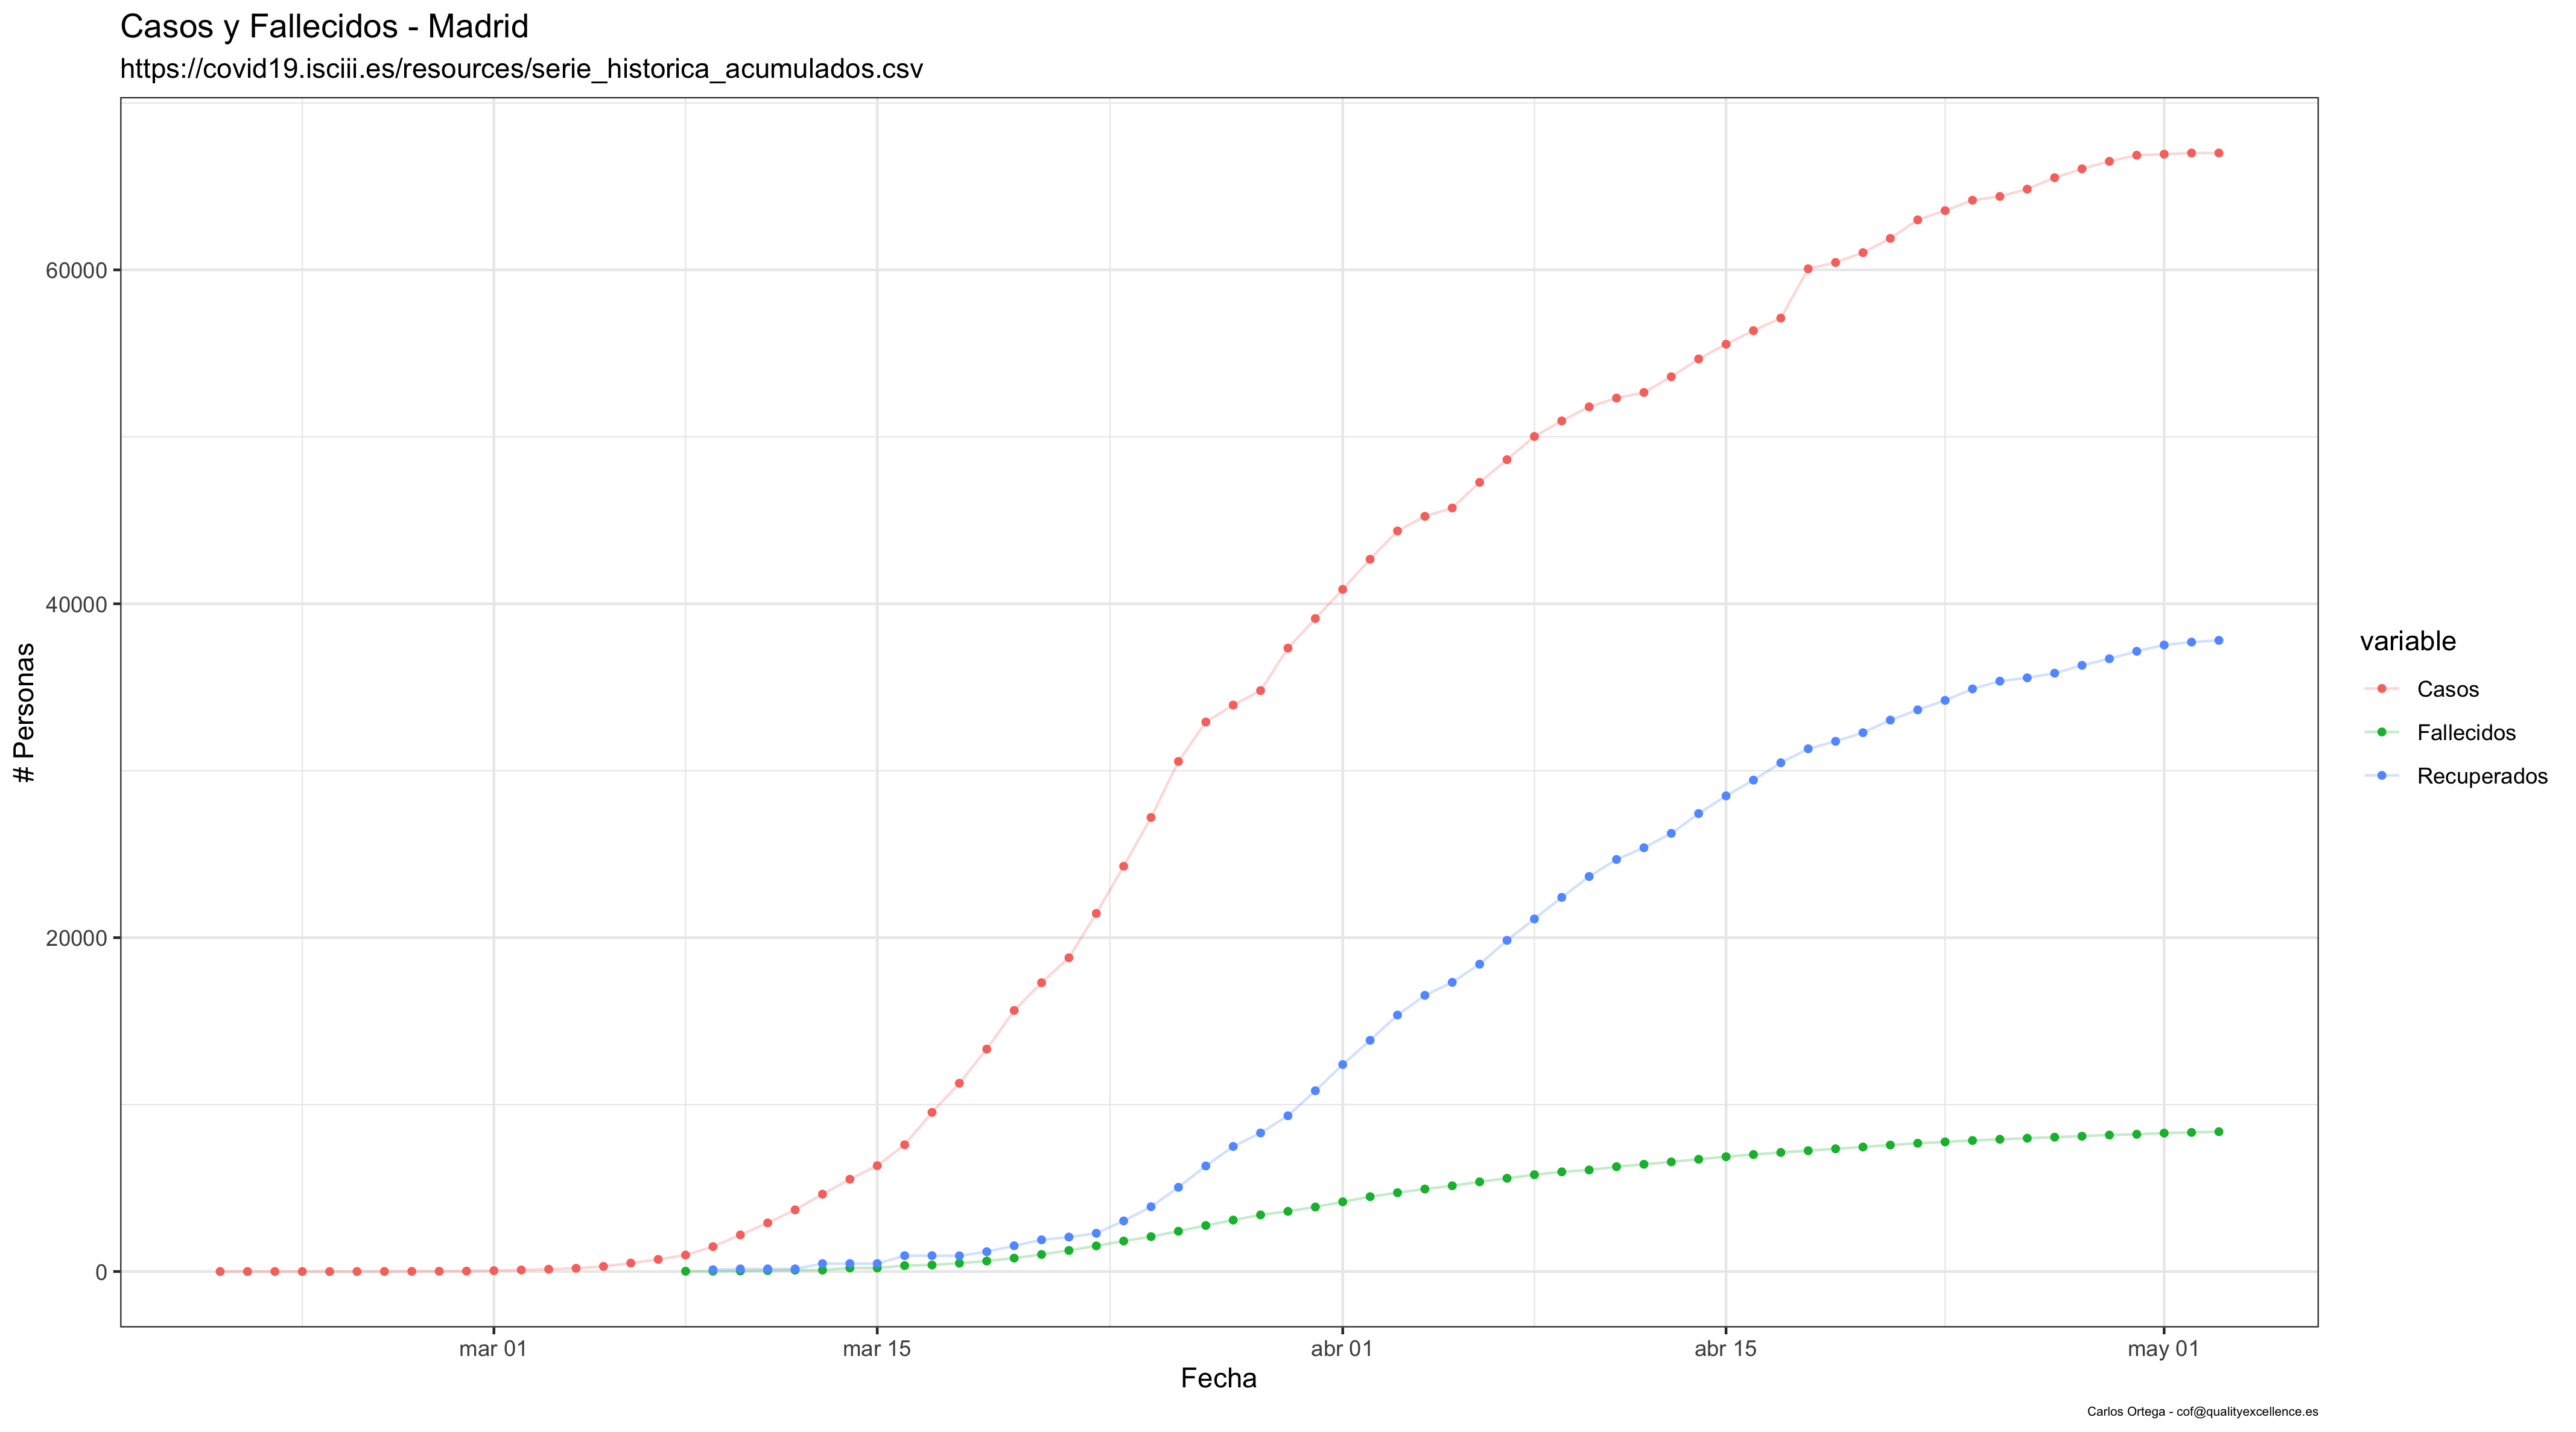 Casos y Fallecidos - Madrid
https://covid19.isciii.es/resources/serie_historica_acumulados.csv
# Personas
60000
40000
20000
0
mar 01
mar 15
abr 01
abr 15
may 01
Fecha
variable
Casos
Fallecidos
Recuperados
Carlos Ortega - cof@qualityexcellence.es